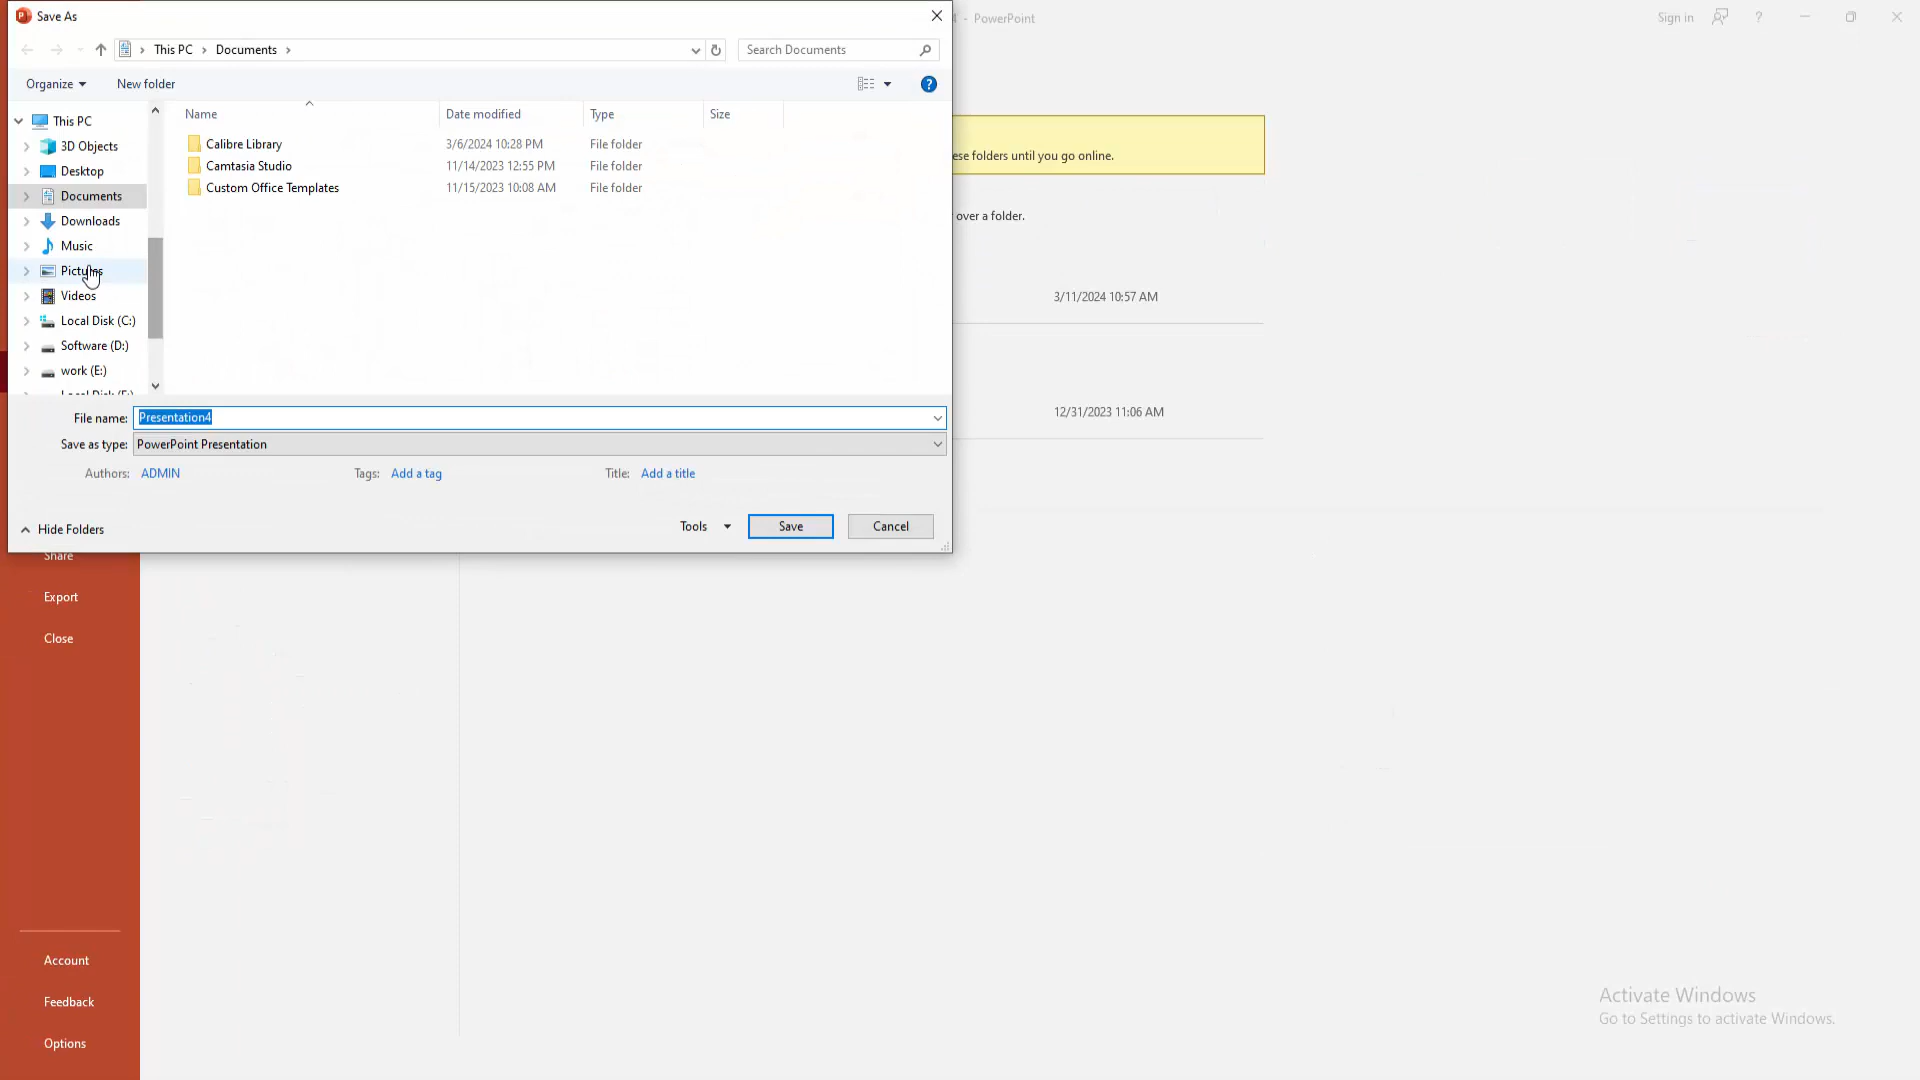 Save As
t - PowerPoint
Sign in
?
This PC > Documents >
Search Documents
Organize
New folder
?
This PC
3D Objects
Desktop
Documents
Downloads
Music
Pictures
Videos
Local Disk (C:)
Software (D:)
work (E:)
Name
Date modified
Type
Size
Calibre Library
3/6/2024 10:28 PM
File folder
Camtasia Studio
11/14/2023 12:55 PM
File folder
Custom Office Templates
11/15/2023 10:08 AM
File folder
ese folders until you go online.
over a folder.
3/11/2024 10:57 AM
12/31/2023 11:06 AM
File name: Presentation4
Save as type: PowerPoint Presentation
Authors: ADMIN
Tags: Add a tag
Title: Add a title
Hide Folders
Tools
Save
Cancel
Share
Export
Close
Account
Feedback
Options
Activate Windows
Go to Settings to activate Windows.